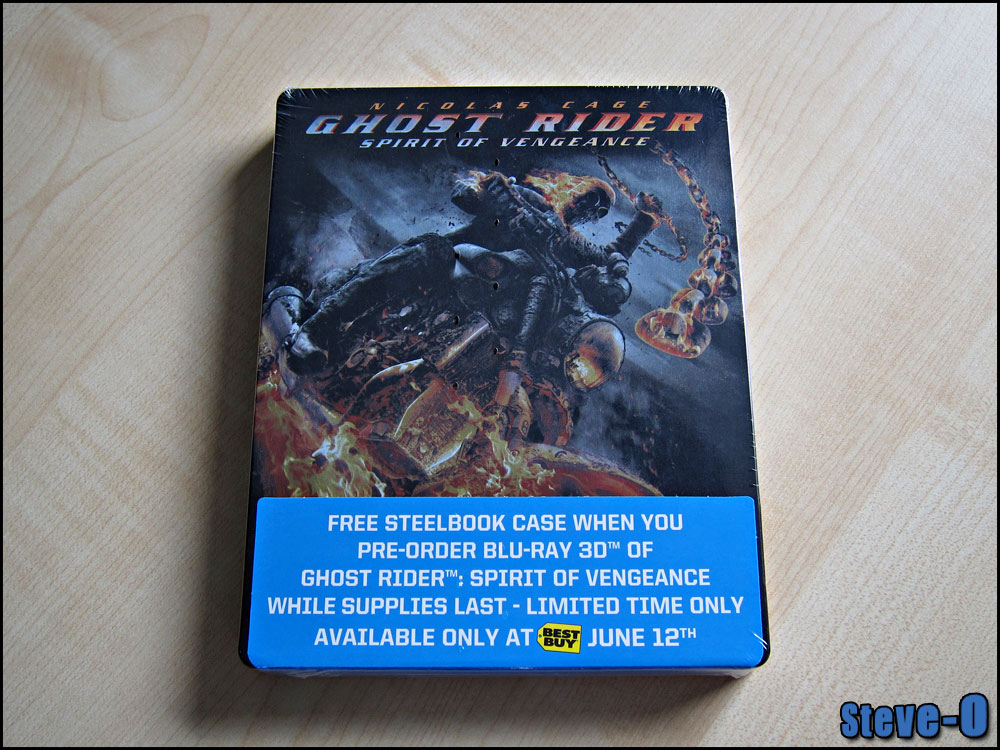 NICOLAS CAGE
GHOST RIDER
SPIRIT OF VENGEANCE
FREE STEELBOOK CASE WHEN YOU
PRE-ORDER BLU-RAY 3D™ OF
GHOST RIDER™: SPIRIT OF VENGEANCE
WHILE SUPPLIES LAST - LIMITED TIME ONLY
AVAILABLE ONLY AT BEST BUY JUNE 12TH
Steve-O